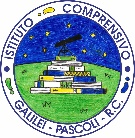 ISTITUTO COMPRENSIVO
GALILEI - PASCOLI - R.C.